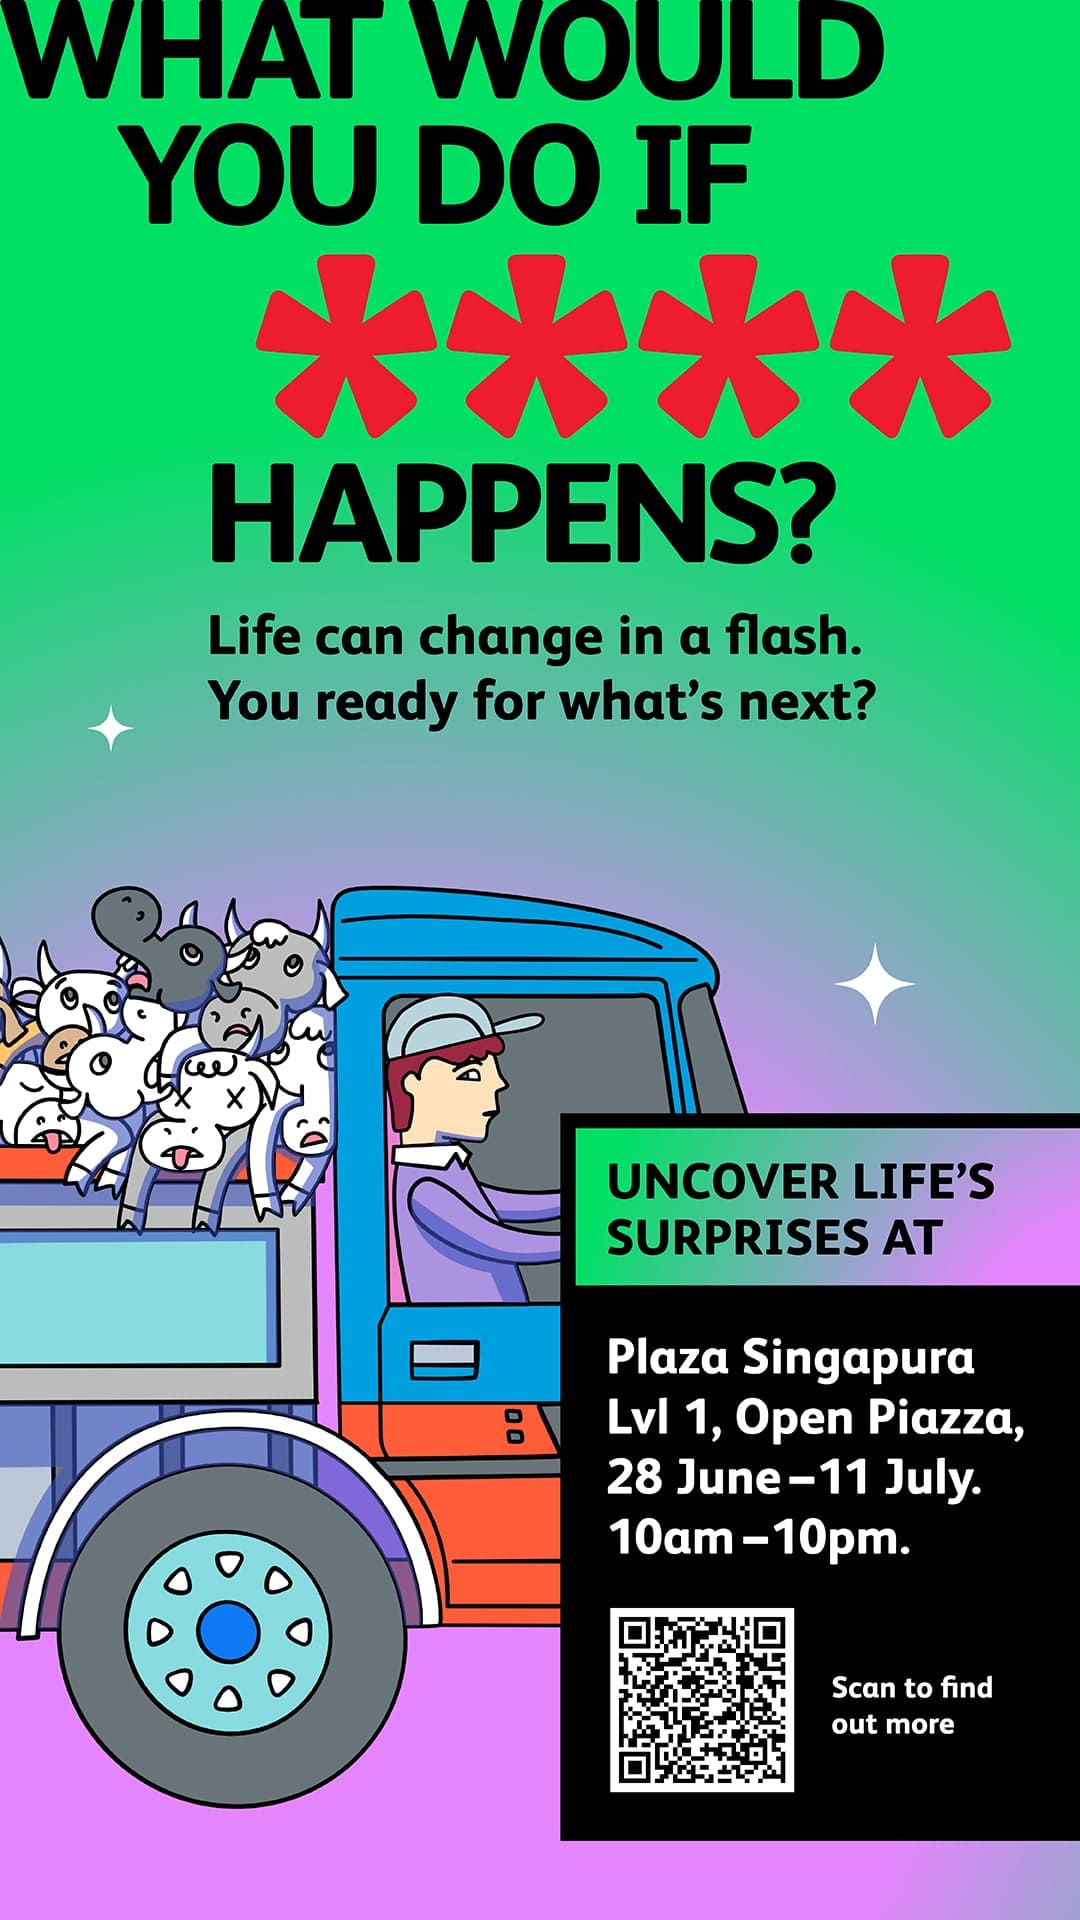 WHAT WOULD
YOU DO IF
****
HAPPENS?
Life can change in a flash.
You ready for what’s next?
UNCOVER LIFE’S
SURPRISES AT
Plaza Singapura
Lvl 1, Open Piazza,
28 June–11 July.
10am–10pm.
Scan to find
out more